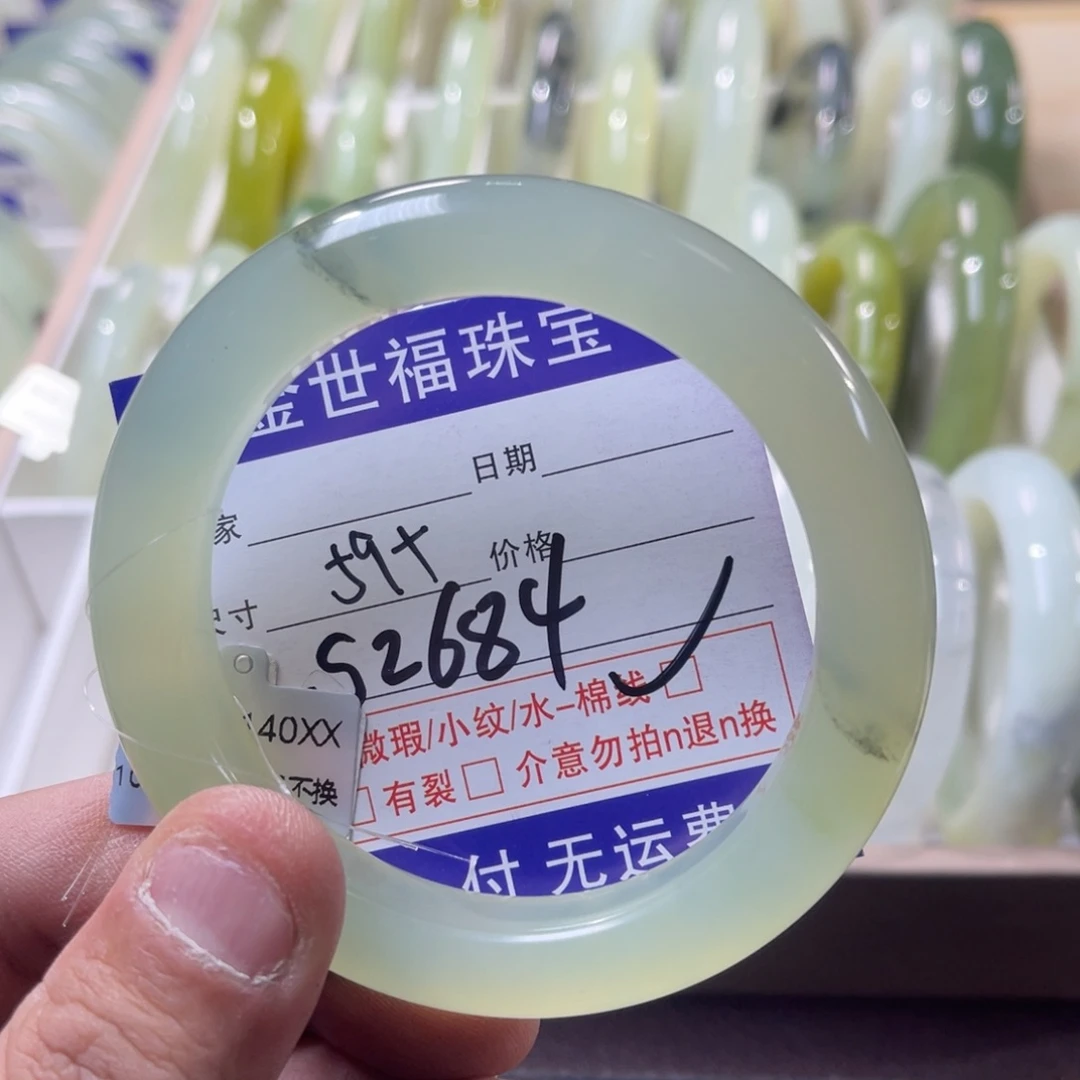 金世福珠宝
日期
家
尺寸 59+ 价格
S2684
微瑕/小纹/水-棉线
有裂 介意勿拍n退n换
付 无运费
40XX
不换